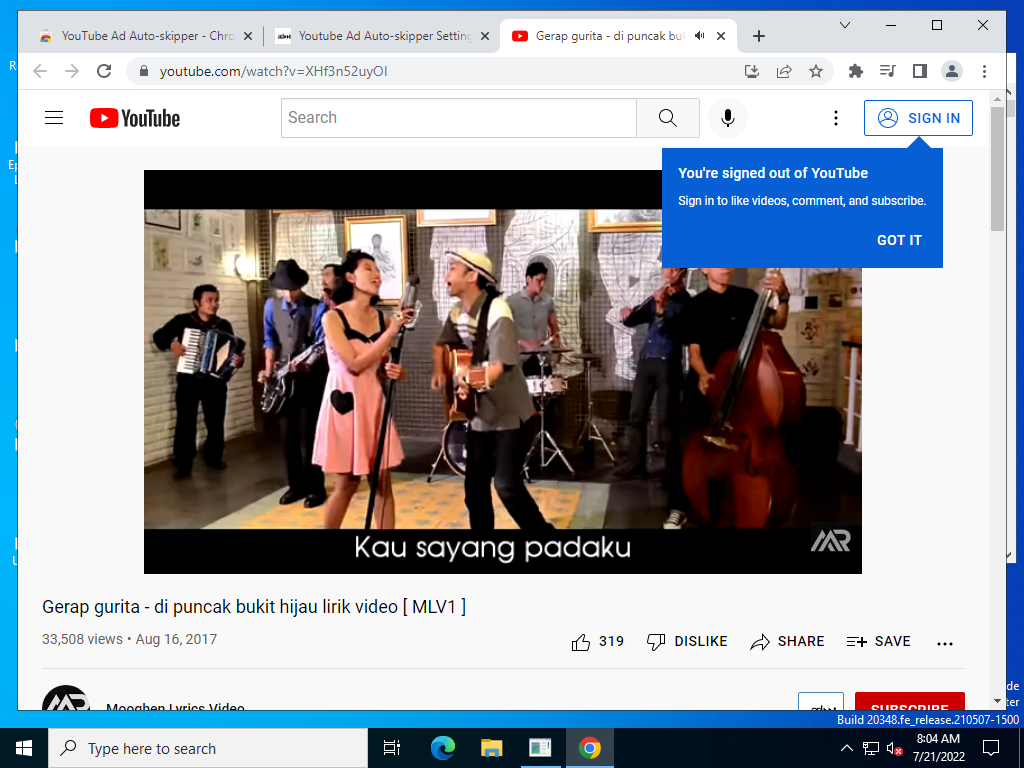 YouTube Ad Auto-skipper - Chro
Youtube Ad Auto-skipper Setting
Gerap gurita - di puncak bu
youtube.com/watch?v=XHf3n52uyOI
YouTube
Search
SIGN IN
You're signed out of YouTube
Sign in to like videos, comment, and subscribe.
GOT IT
Kau sayang padaku
MR
Gerap gurita - di puncak bukit hijau lirik video [ MLV1 ]
33,508 views • Aug 16, 2017
319
DISLIKE
SHARE
SAVE
Mooghen Lyrics Video
SUBSCRIBE
Build 20348.fe_release.210507-1500
Type here to search
8:04 AM
7/21/2022